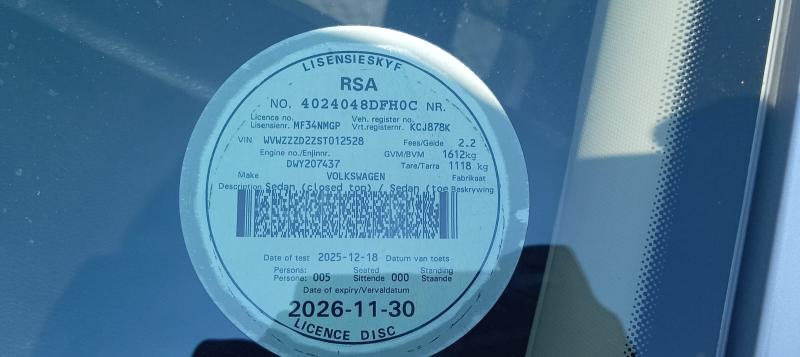 LISENSIESKYF
RSA
NO. 4024048DFH0C NR.
Licence no. Veh. register no.
Lisensienr. MF34NMGP Vrt.registernr. KCJ878K
VIN WVWZZZD2ZST012528 Fees/Gelde 2.2
Engine no./Enjinnr. GVM/BVM 1612kg
DWY207437 Tare/Tarra 1118 kg
Make VOLKSWAGEN Fabrikaat
Description Sedan (closed top) / Sedan (toe Beskrywing
Date of test 2025-12-18 Datum van toets
Persons: Seated Standing
Persone: 005 Sittende 000 Staande
Date of expiry/Vervaldatum
2026-11-30
LICENCE DISC